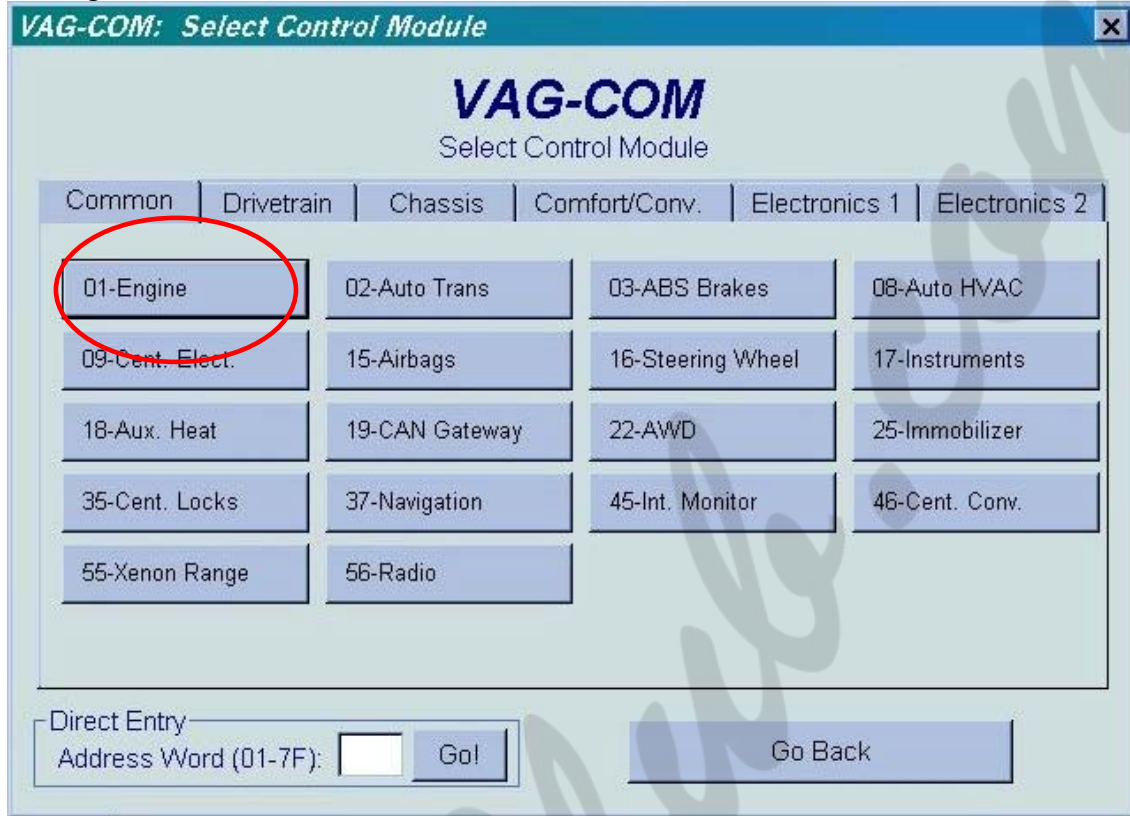 VAG-COM: Select Control Module
VAG-COM
Select Control Module
Common Drivetrain Chassis Comfort/Conv. Electronics 1 Electronics 2
01-Engine 02-Auto Trans 03-ABS Brakes 08-Auto HVAC
09-Cent. Elect. 15-Airbags 16-Steering Wheel 17-Instruments
18-Aux. Heat 19-CAN Gateway 22-AWD 25-Immobilizer
35-Cent. Locks 37-Navigation 45-Int. Monitor 46-Cent. Conv.
55-Xenon Range 56-Radio
Direct Entry
Address Word (01-7F): Go! Go Back